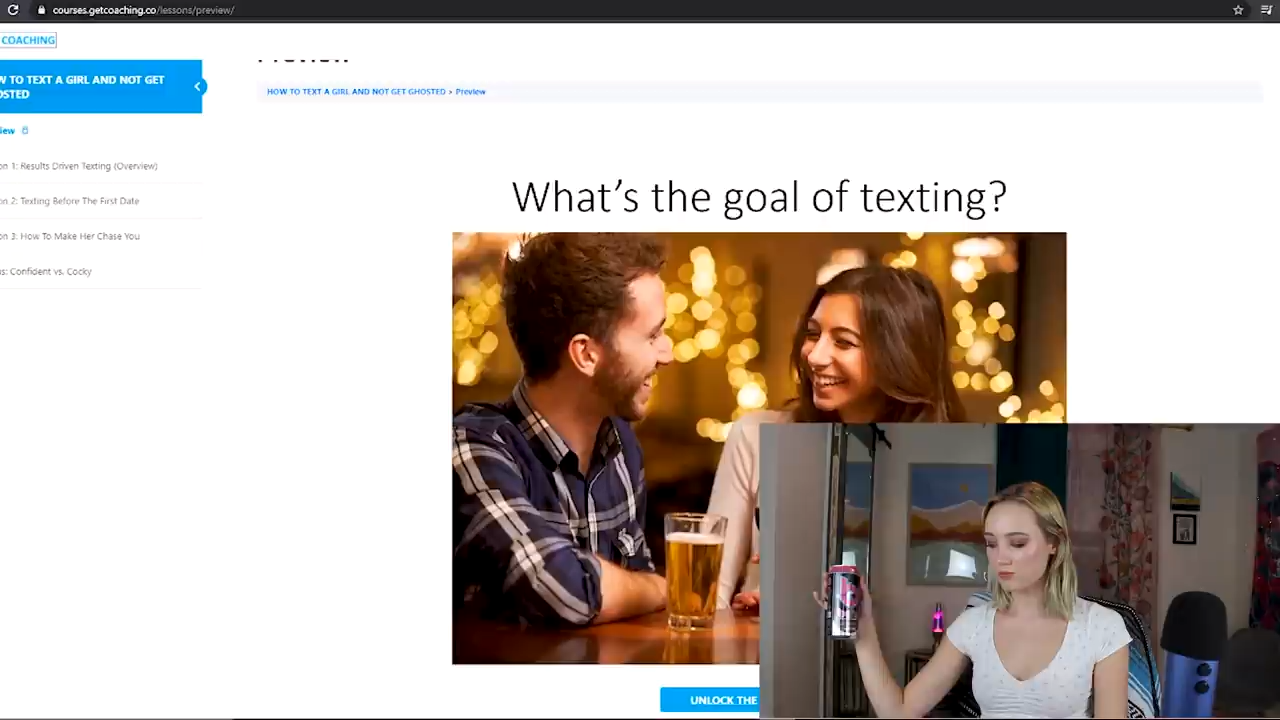 courses.getcoaching.co/lessons/preview/
COACHING
W TO TEXT A GIRL AND NOT GET
OSTED
Preview
HOW TO TEXT A GIRL AND NOT GET GHOSTED > Preview
iew
on 1: Results Driven Texting (Overview)
on 2: Texting Before The First Date
on 3: How To Make Her Chase You
s: Confident vs. Cocky
What's the goal of texting?
UNLOCK THE